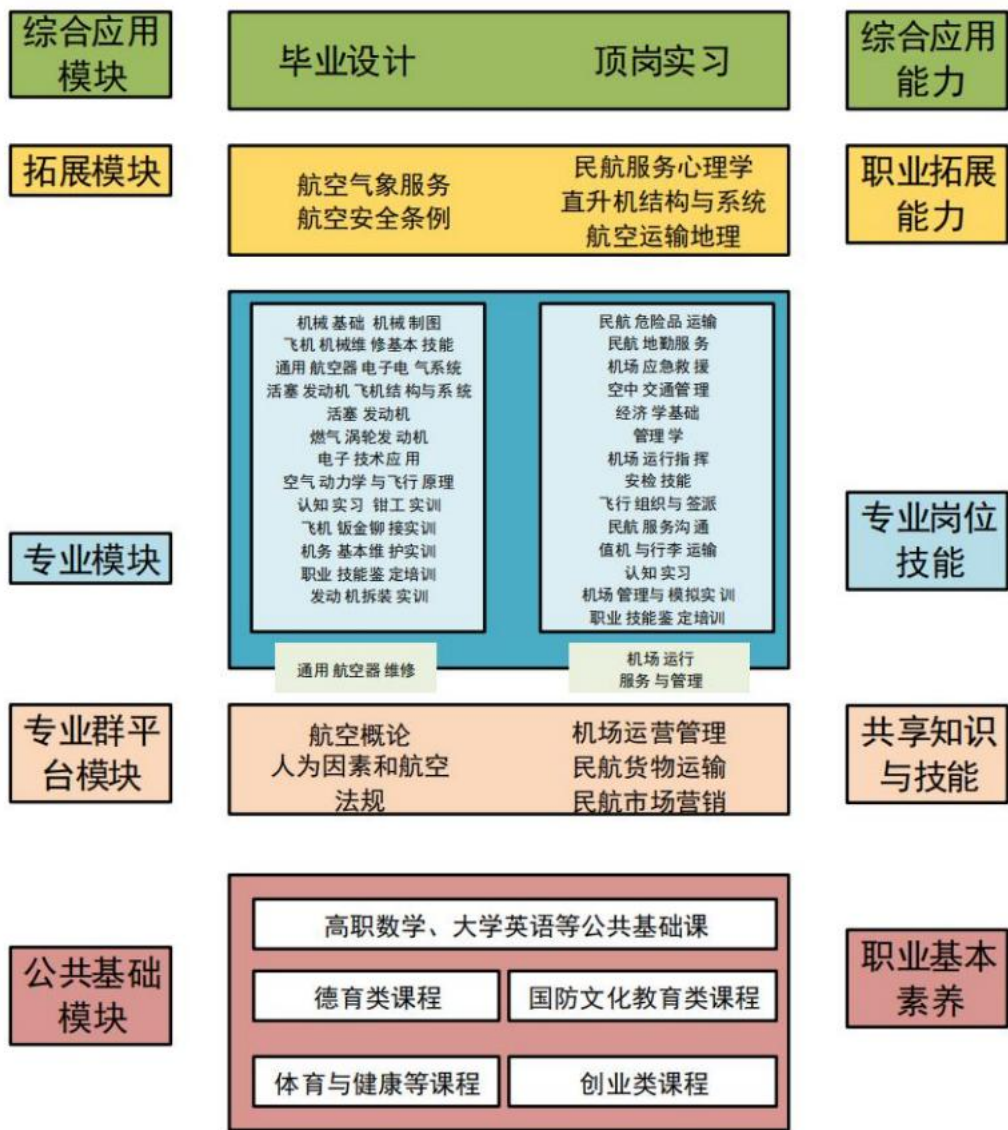 综合应用
模块
毕业设计
顶岗实习
综合应用
能力
拓展模块
航空气象服务
航空安全条例
民航服务心理学
直升机结构与系统
航空运输地理
职业拓展
能力
专业模块
机械基础 机械制图
飞机机械维修基本技能
通用航空器电子电气系统
活塞发动机飞机结构与系统
活塞发动机
燃气涡轮发动机
电子技术应用
空气动力学与飞行原理
认知实习 钳工实训
飞机钣金铆接实训
机务基本维护实训
职业技能鉴定培训
发动机拆装实训
通用航空器维修
民航危险品运输
民航地勤服务
机场应急救援
空中交通管理
经济学基础
管理学
机场运行指挥
安检技能
飞行组织与签派
民航服务沟通
值机与行李运输
认知实习
机场管理与模拟实训
职业技能鉴定培训
机场运行
服务与管理
专业岗位
技能
专业群平
台模块
航空概论
人为因素和航空
法规
机场运营管理
民航货物运输
民航市场营销
共享知识
与技能
公共基础
模块
高职数学、大学英语等公共基础课
德育类课程
国防文化教育类课程
体育与健康等课程
创业类课程
职业基本
素养